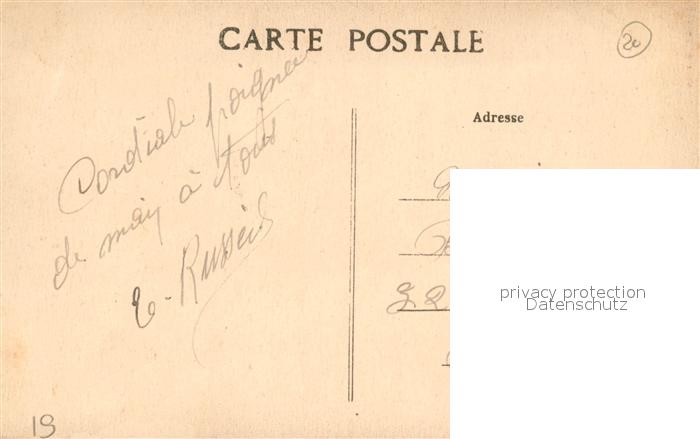 CARTE POSTALE
20
Cordiale poignée
de main à tous
Adresse
E. Russeil
privacy protection
Datenschutz
19